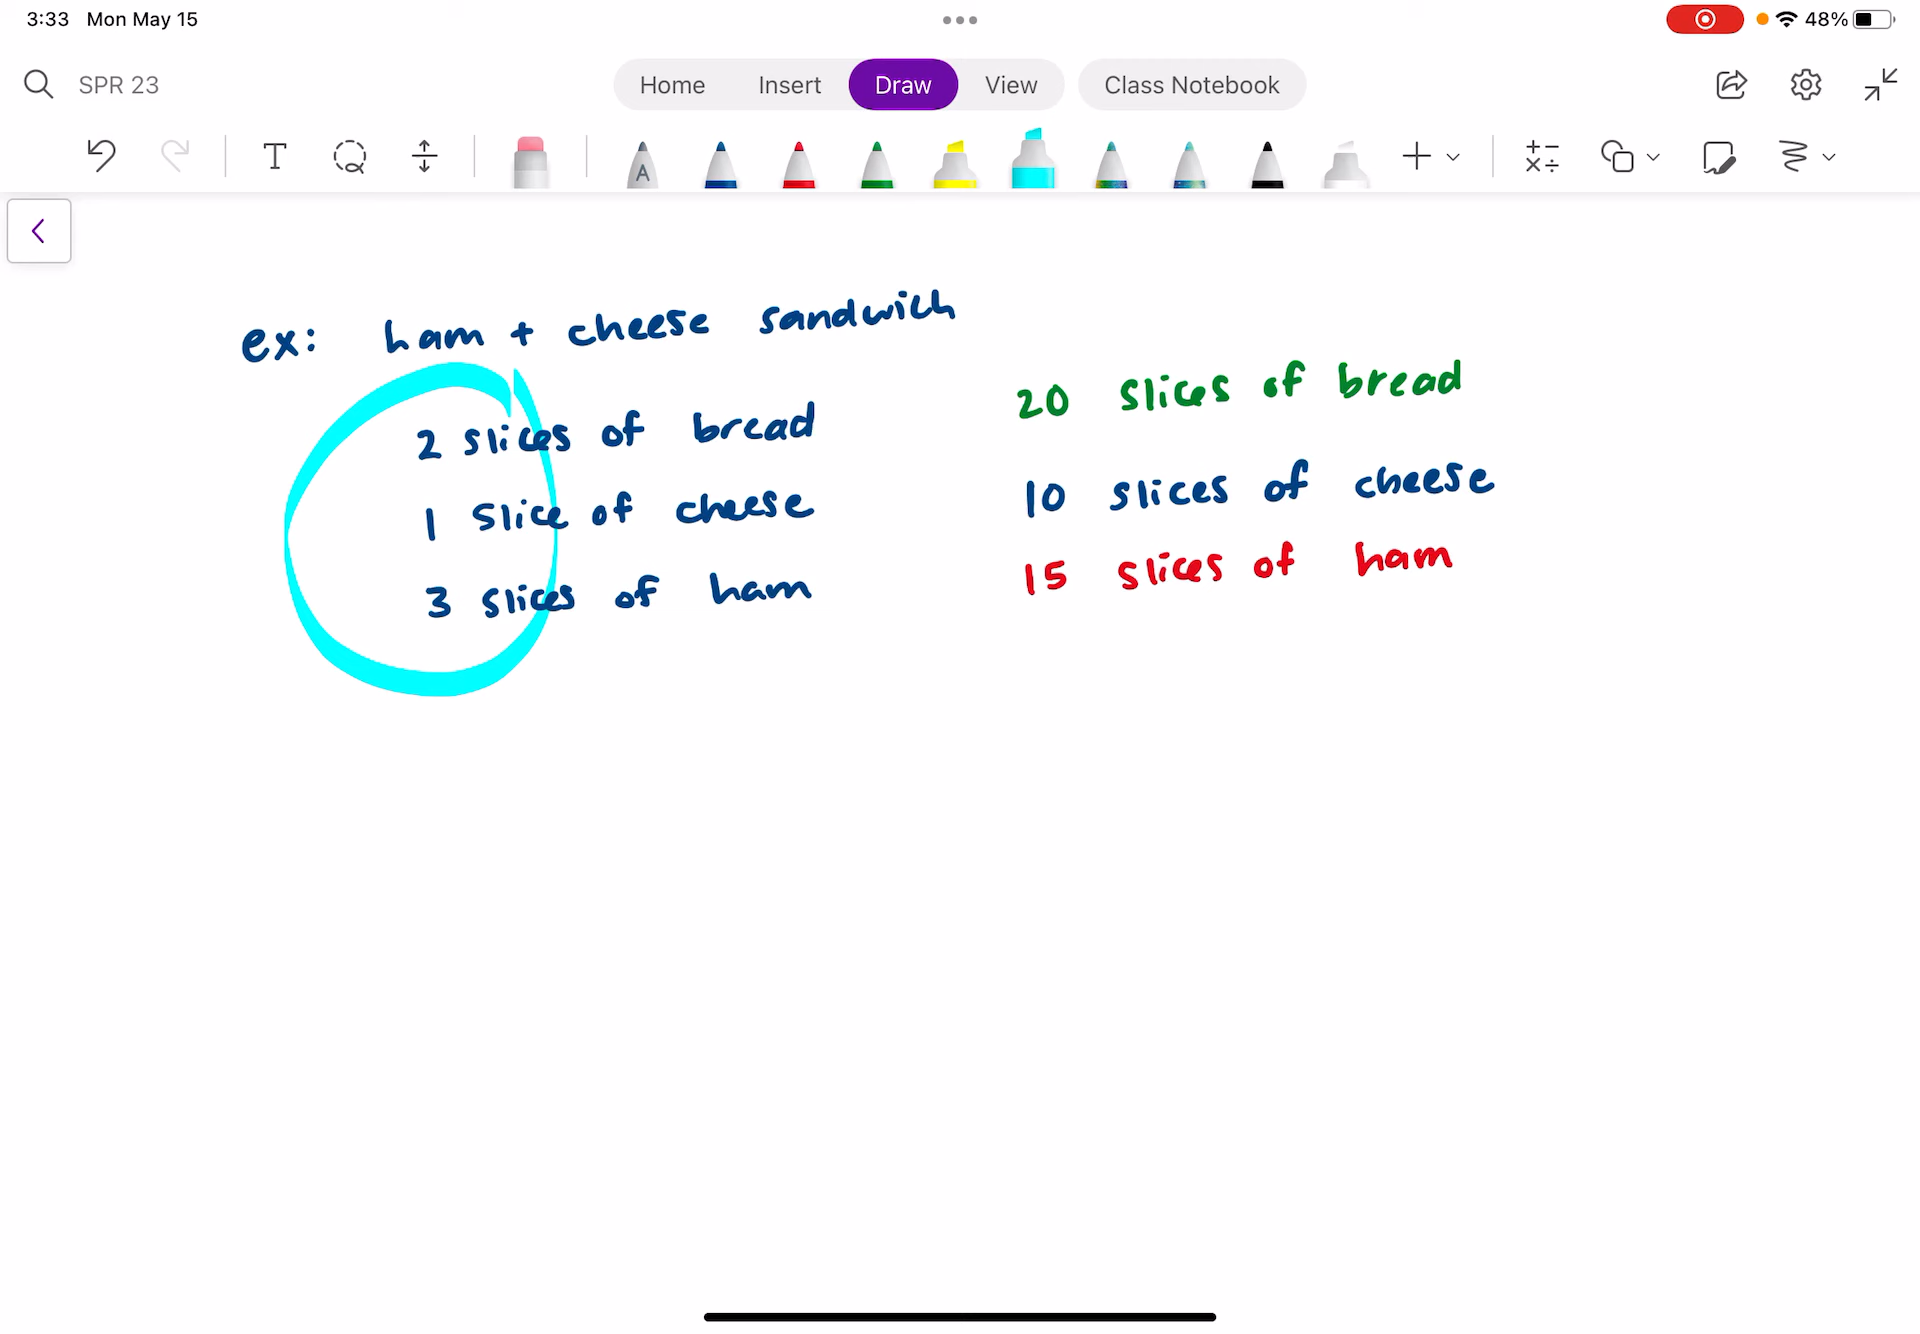 3:33 Mon May 15
48%
SPR 23
Home Insert Draw View Class Notebook
T
A
ex: ham + cheese sandwich
2 slices of bread
1 slice of cheese
3 slices of ham
20 slices of bread
10 slices of cheese
15 slices of ham